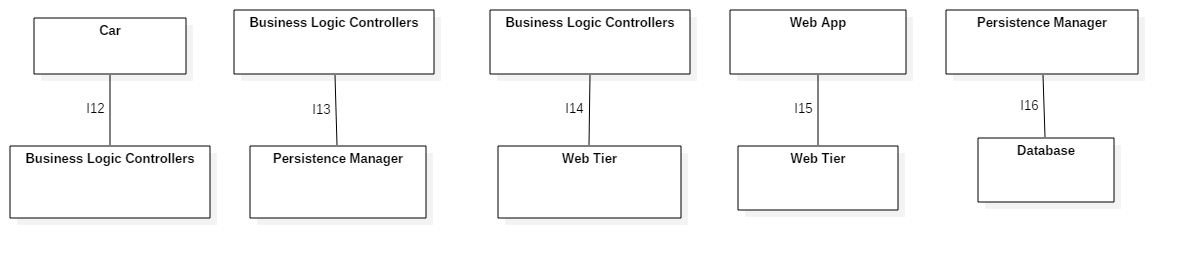 Car
I12
Business Logic Controllers
Business Logic Controllers
I13
Persistence Manager
Business Logic Controllers
I14
Web Tier
Web App
I15
Web Tier
Persistence Manager
I16
Database